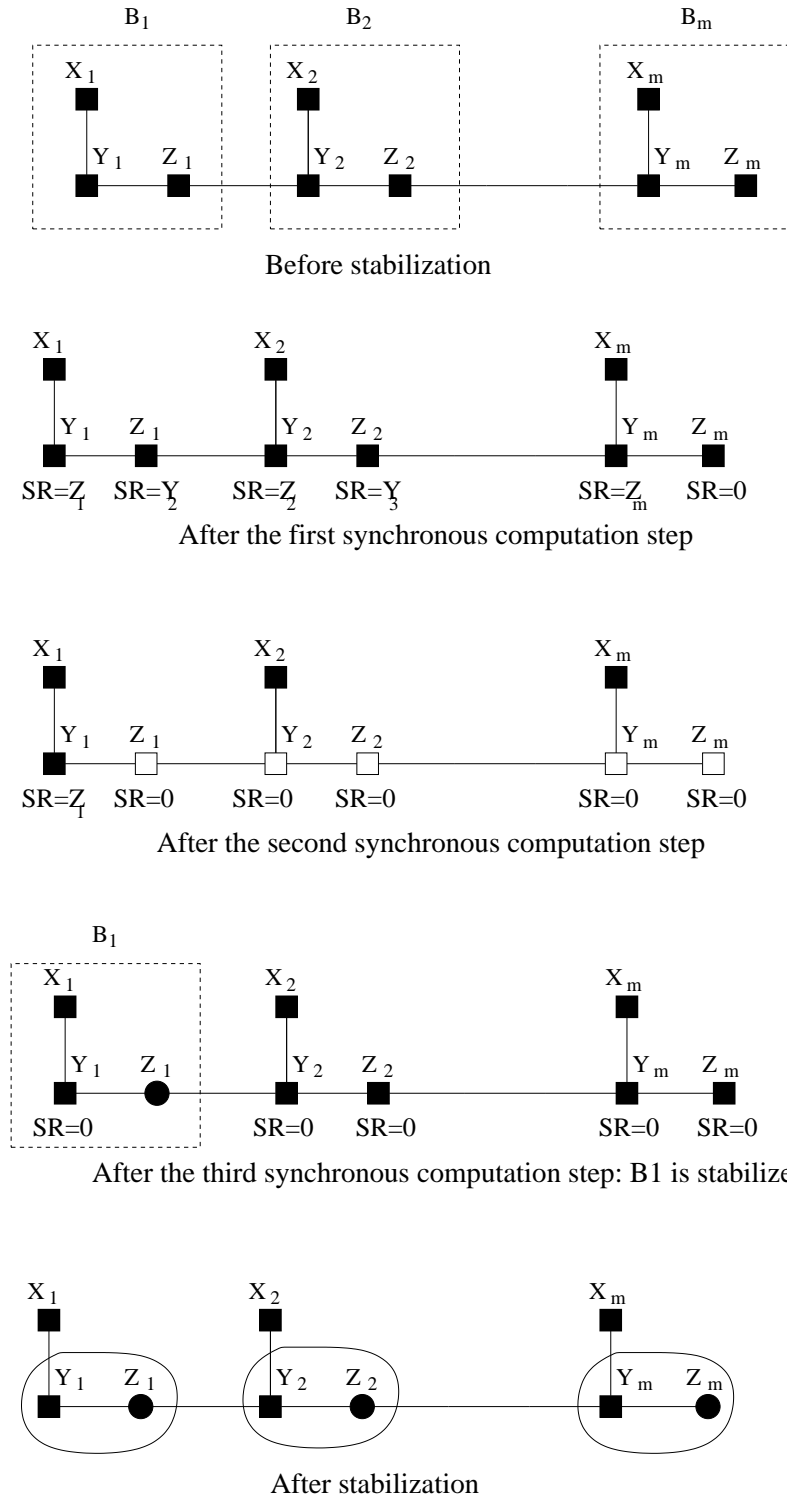 B1 B2 Bm
X1 X2 Xm
Y1 Z1 Y2 Z2 Ym Zm
Before stabilization
X1 X2 Xm
Y1 Z1 Y2 Z2 Ym Zm
SR=Z1 SR=Y2 SR=Z2 SR=Y3 SR=Zm SR=0
After the first synchronous computation step
X1 X2 Xm
Y1 Z1 Y2 Z2 Ym Zm
SR=Z1 SR=0 SR=0 SR=0 SR=0 SR=0
After the second synchronous computation step
B1
X1 X2 Xm
Y1 Z1 Y2 Z2 Ym Zm
SR=0 SR=0 SR=0 SR=0 SR=0
After the third synchronous computation step: B1 is stabilize
X1 X2 Xm
Y1 Z1 Y2 Z2 Ym Zm
After stabilization